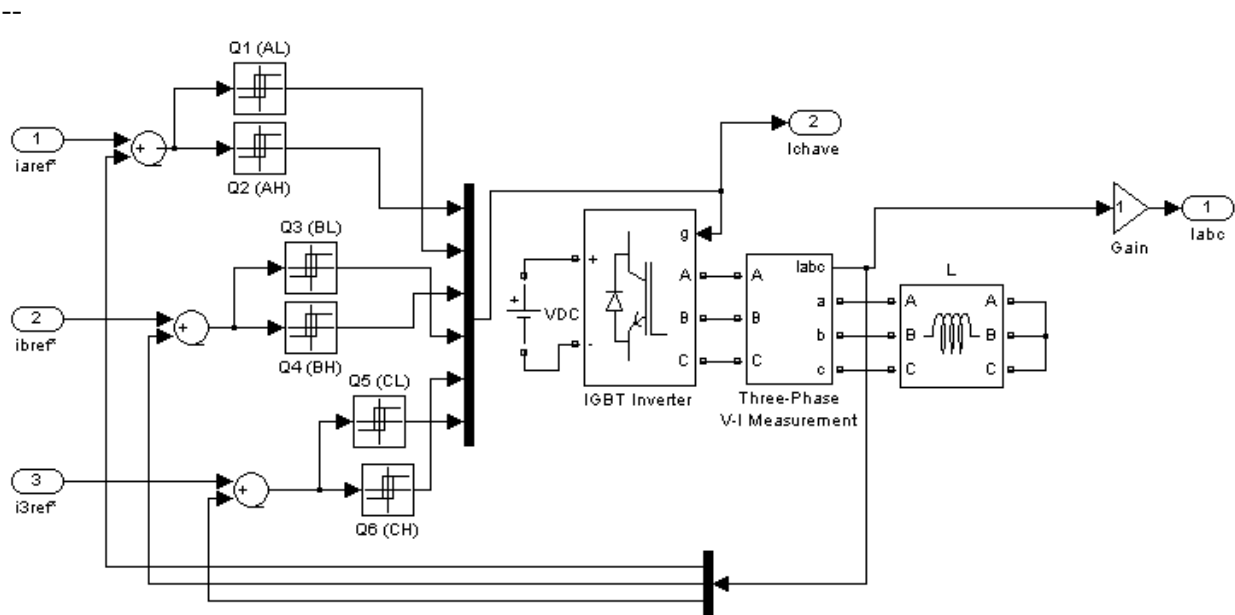 --
Q1 (AL)
1
iaref*
+
-
Q2 (AH)
2
Ichave
Q3 (BL)
2
ibref*
+
-
Q4 (BH)
Q5 (CL)
3
i3ref*
+
-
Q6 (CH)
+
VDC
+
-
g
A
B
C
IGBT Inverter
A
B
C
Iabc
a
b
c
Three-Phase
V-I Measurement
L
A
B
C
A
B
C
1
Gain
1
Iabc